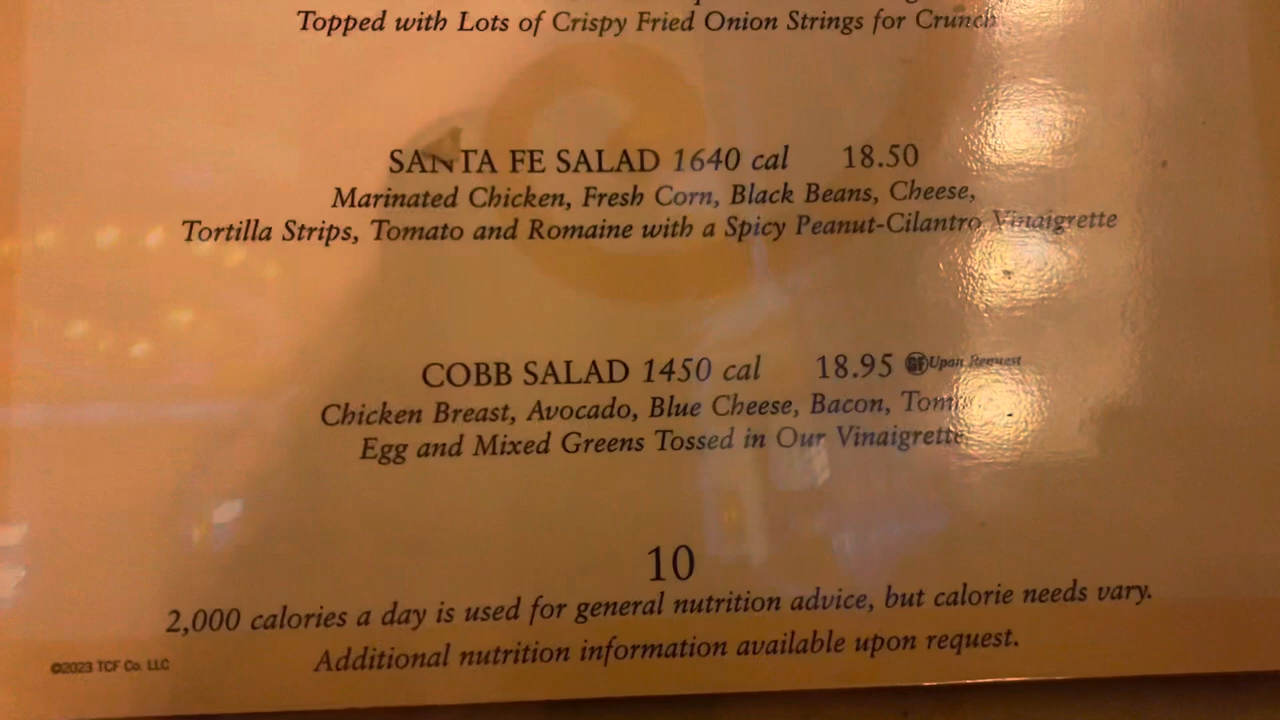 Topped with Lots of Crispy Fried Onion Strings for Crunch
SANTA FE SALAD 1640 cal 18.50
Marinated Chicken, Fresh Corn, Black Beans, Cheese,
Tortilla Strips, Tomato and Romaine with a Spicy Peanut-Cilantro Vinaigrette
COBB SALAD 1450 cal 18.95 GF Upon Request
Chicken Breast, Avocado, Blue Cheese, Bacon,
Egg and Mixed Greens Tossed in Our Vinaigrette
10
2,000 calories a day is used for general nutrition advice, but calorie needs vary.
Additional nutrition information available upon request.
©2023 TCF Co. LLC